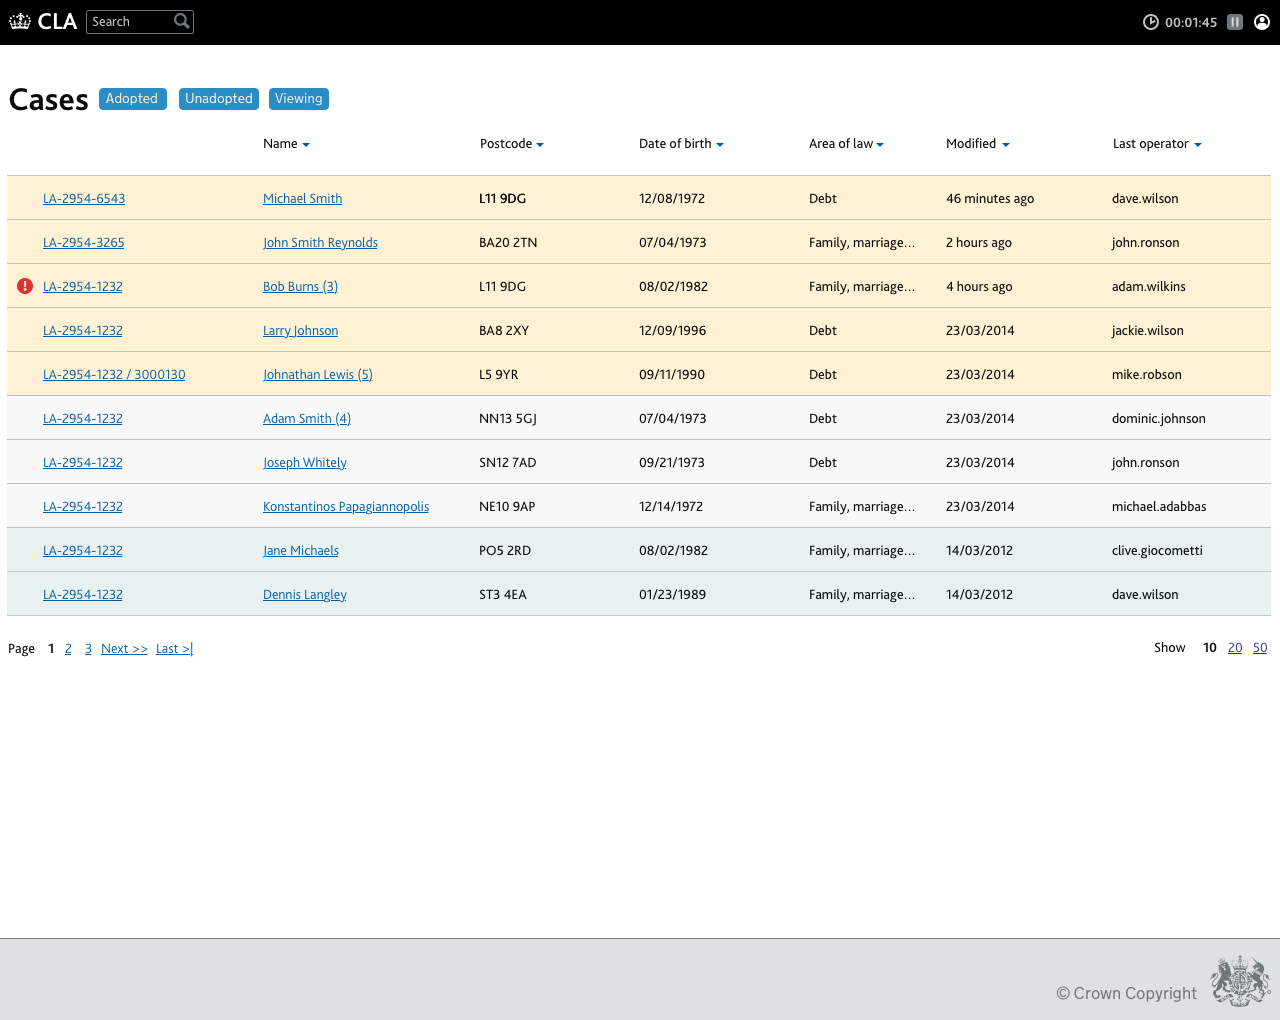 CLA Search 00:01:45
Cases Adopted Unadopted Viewing
Name Postcode Date of birth Area of law Modified Last operator
LA-2954-6543 Michael Smith L11 9DG 12/08/1972 Debt 46 minutes ago dave.wilson
LA-2954-3265 John Smith Reynolds BA20 2TN 07/04/1973 Family, marriage... 2 hours ago john.ronson
! LA-2954-1232 Bob Burns (3) L11 9DG 08/02/1982 Family, marriage... 4 hours ago adam.wilkins
LA-2954-1232 Larry Johnson BA8 2XY 12/09/1996 Debt 23/03/2014 jackie.wilson
LA-2954-1232 / 3000130 Johnathan Lewis (5) L5 9YR 09/11/1990 Debt 23/03/2014 mike.robson
LA-2954-1232 Adam Smith (4) NN13 5GJ 07/04/1973 Debt 23/03/2014 dominic.johnson
LA-2954-1232 Joseph Whitely SN12 7AD 09/21/1973 Debt 23/03/2014 john.ronson
LA-2954-1232 Konstantinos Papagiannopolis NE10 9AP 12/14/1972 Family, marriage... 23/03/2014 michael.adabbas
LA-2954-1232 Jane Michaels PO5 2RD 08/02/1982 Family, marriage... 14/03/2012 clive.giocometti
LA-2954-1232 Dennis Langley ST3 4EA 01/23/1989 Family, marriage... 14/03/2012 dave.wilson
Page 1 2 3 Next >> Last >| Show 10 20 50
© Crown Copyright